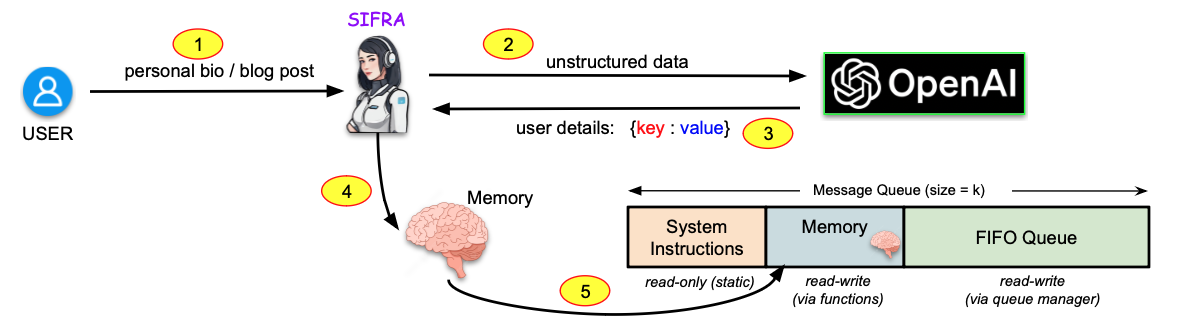 SIFRA
1
personal bio / blog post
USER
2
unstructured data
OpenAI
user details: {key : value}
3
4
Memory
5
Message Queue (size = k)
System
Instructions
Memory
FIFO Queue
read-only (static)
read-write
(via functions)
read-write
(via queue manager)